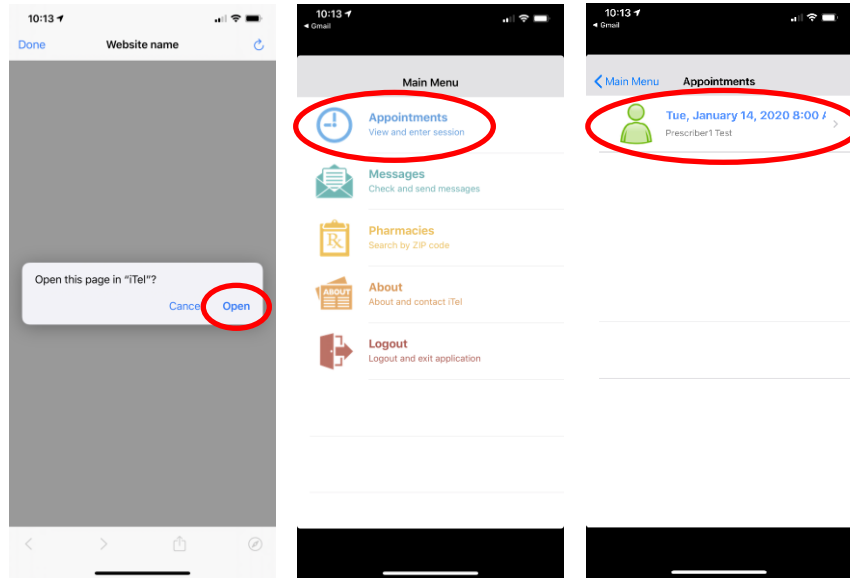 10:13
Done Website name
Open this page in “iTel”?
Cance Open
10:13
Gmail
Main Menu
Appointments
View and enter session
Messages
Check and send messages
Rx
Pharmacies
Search by ZIP code
ABOUT
About
About and contact iTel
Logout
Logout and exit application
10:13
Gmail
Main Menu Appointments
Tue, January 14, 2020 8:00
Prescriber1 Test